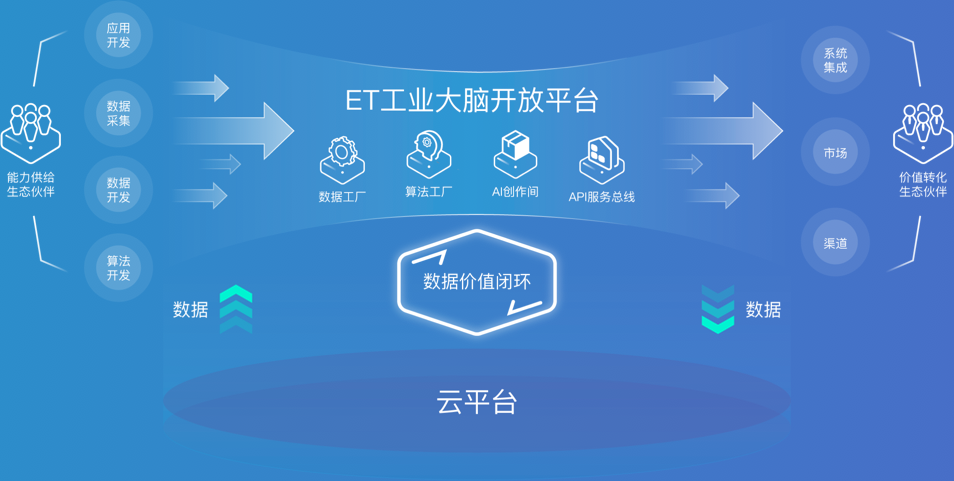 能力供给
生态伙伴
应用
开发
数据
采集
数据
开发
算法
开发
ET工业大脑开放平台
数据工厂
算法工厂
AI创作间
API服务总线
系统
集成
市场
渠道
价值转化
生态伙伴
数据价值闭环
数据
数据
云平台